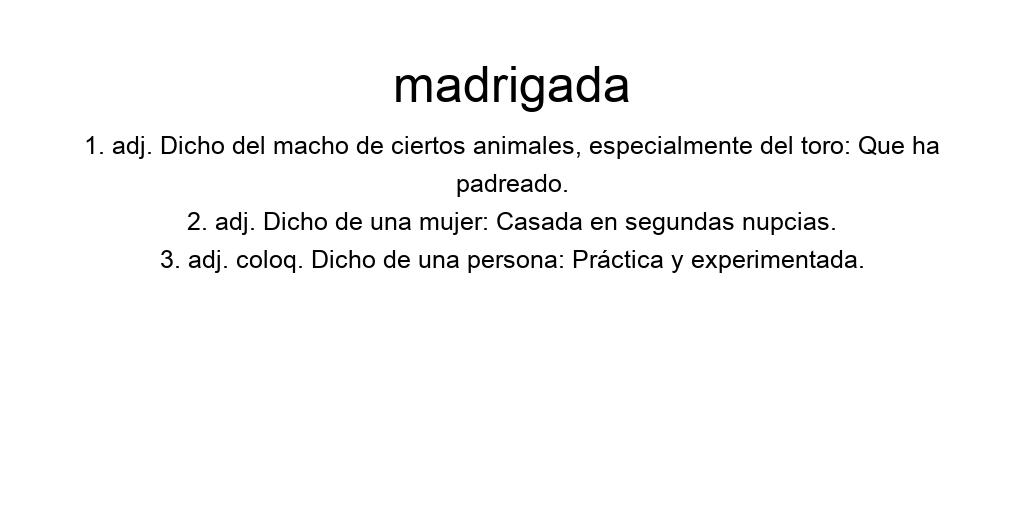 madrigada
1. adj. Dicho del macho de ciertos animales, especialmente del toro: Que ha
padreado.
2. adj. Dicho de una mujer: Casada en segundas nupcias.
3. adj. coloq. Dicho de una persona: Práctica y experimentada.